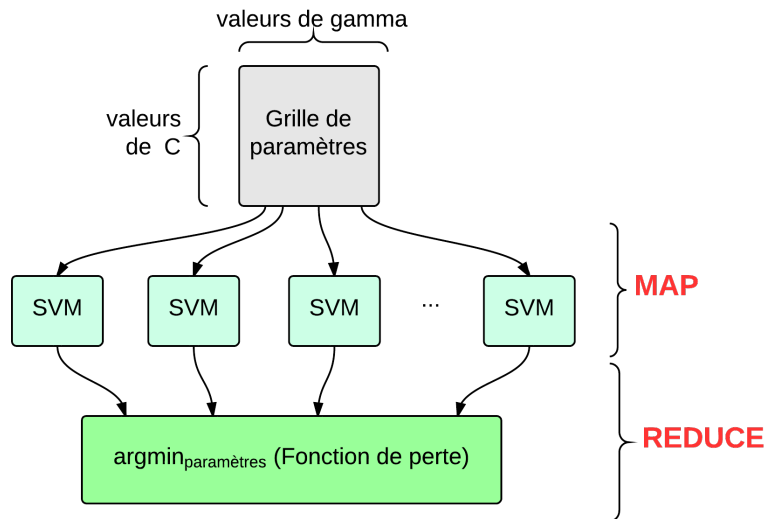 valeurs de gamma
valeurs
de C
Grille de
paramètres
SVM
SVM
SVM
...
SVM
MAP
argminparamètres (Fonction de perte)
REDUCE